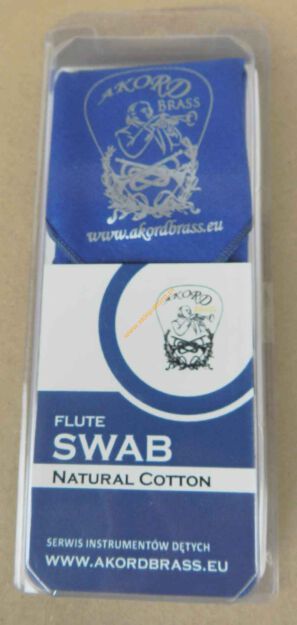 AKORD
BRASS
www.akordbrass.eu
AKORD
FLUTE
SWAB
NATURAL COTTON
SERWIS INSTRUMENTÓW DĘTYCH
WWW.AKORDBRASS.EU